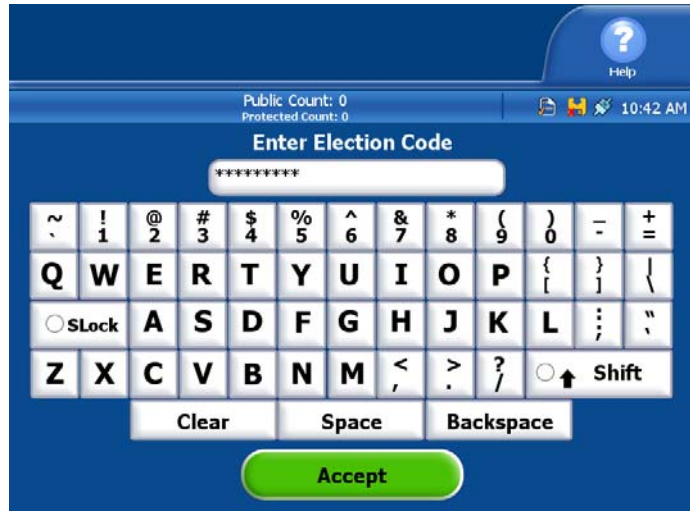 ?
Help
Public Count: 0
Protected Count: 0
10:42 AM
Enter Election Code
*********
~ ! @ # $ % ^ & * ( ) _ +
` 1 2 3 4 5 6 7 8 9 0 - =
Q W E R T Y U I O P { } |
[ ] \
SLock A S D F G H J K L : "
; '
Z X C V B N M < > ? Shift
, . /
Clear Space Backspace
Accept